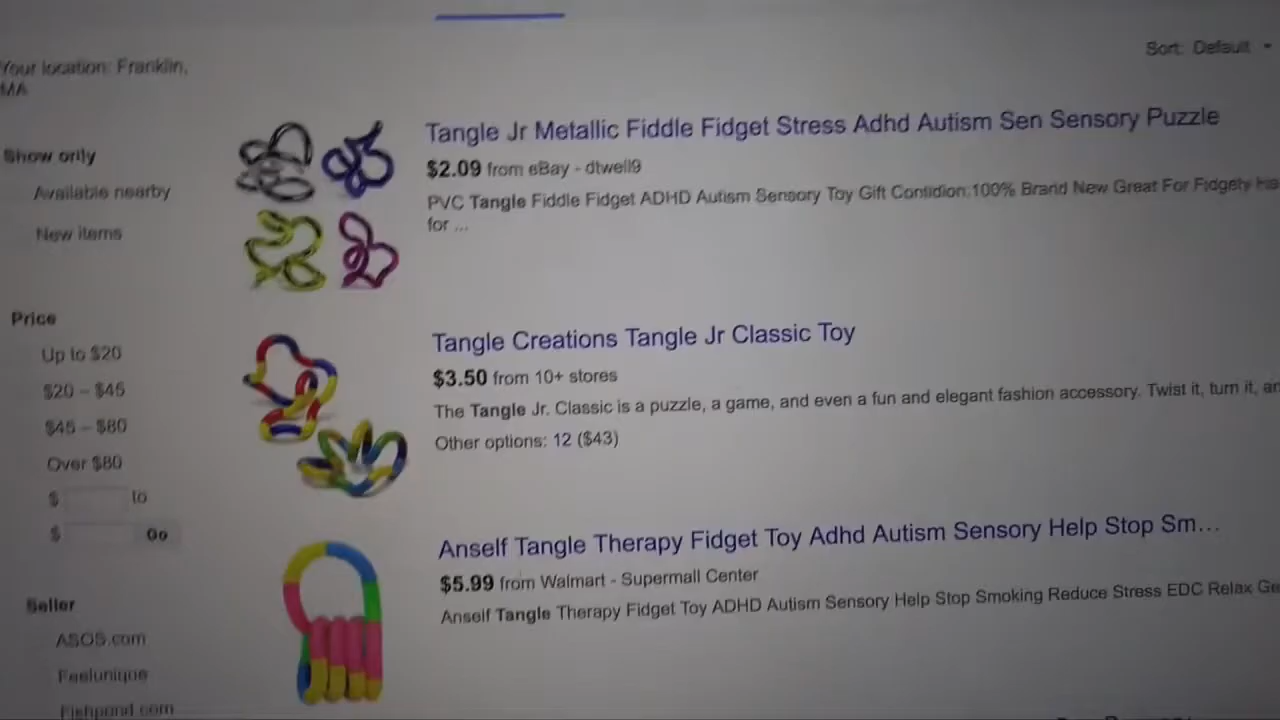 Your location: Franklin,
MA
Sort: Default
Show only
Available nearby
New items
Price
Up to $20
$20 – $45
$45 – $80
Over $80
$ to
$ Go
Seller
ASOS.com
Feelunique
Fishpond.com
Tangle Jr Metallic Fiddle Fidget Stress Adhd Autism Sen Sensory Puzzle
$2.09 from eBay - dtwell9
PVC Tangle Fiddle Fidget ADHD Autism Sensory Toy Gift Contidion:100% Brand New Great For Fidgety
for ...
Tangle Creations Tangle Jr Classic Toy
$3.50 from 10+ stores
The Tangle Jr. Classic is a puzzle, a game, and even a fun and elegant fashion accessory. Twist it, turn it,
Other options: 12 ($43)
Anself Tangle Therapy Fidget Toy Adhd Autism Sensory Help Stop Sm...
$5.99 from Walmart - Supermall Center
Anself Tangle Therapy Fidget Toy ADHD Autism Sensory Help Stop Smoking Reduce Stress EDC Relax